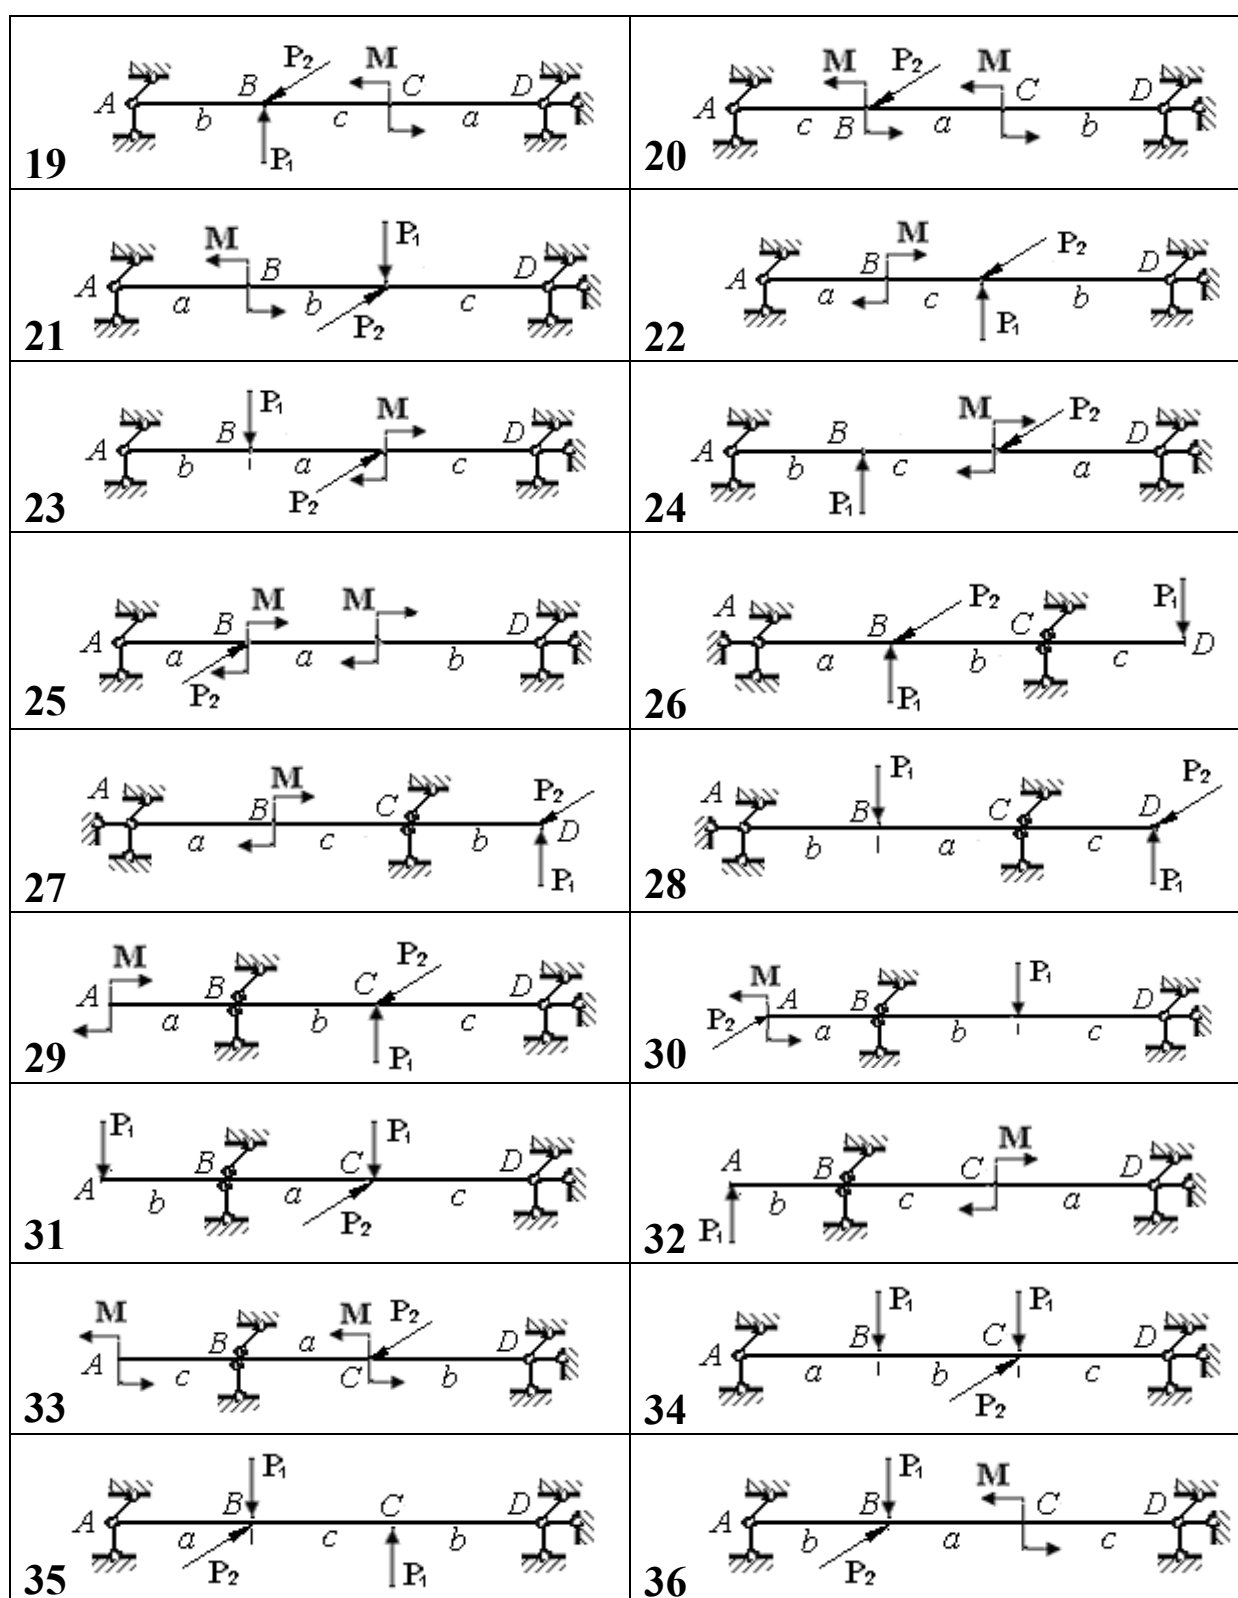 P₂ M
A B C D
b c a
P₁
19
M P₂ M
A B C D
c a b
20
M P₁
A B D
a b c
P₂
21
M P₂
A B D
a c b
P₁
22
P₁ M
A B D
b a c
P₂
23
M P₂
A B D
b c a
P₁
24
M M
A B D
a a b
P₂
25
A P₂ C P₁
B D
a b c
P₁
26
A M C P₂
B D
a c b
P₁
27
A P₁ C D P₂
B
b a c
P₁
28
M P₂
A B C D
a b c
P₁
29
M P₁
A B D
P₂ a b c
30
P₁ P₁
B C D
A b a c
P₂
31
A B C M D
b c a
P₁
32
M M P₂
B a D
A c C b
33
P₁ P₁
A B C D
a b c
P₂
34
P₁
A B C D
a c b
P₂ P₁
35
P₁ M
A B C D
b a c
P₂
36